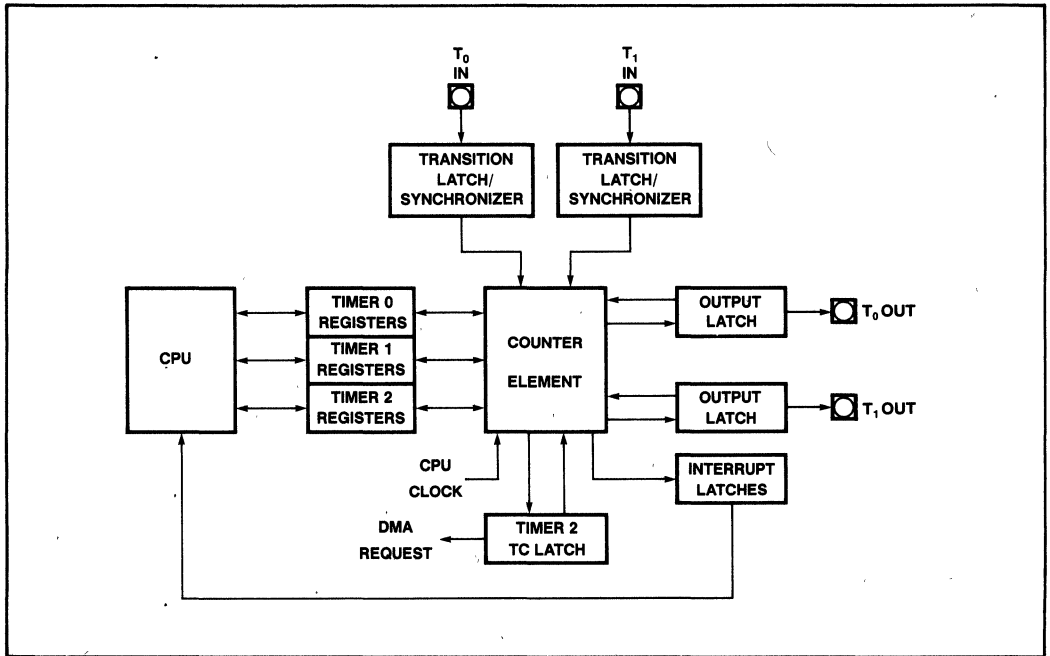 T₀
IN
T₁
IN
TRANSITION
LATCH/
SYNCHRONIZER
TRANSITION
LATCH/
SYNCHRONIZER
CPU
TIMER 0
REGISTERS
TIMER 1
REGISTERS
TIMER 2
REGISTERS
COUNTER
ELEMENT
OUTPUT
LATCH
T₀ OUT
OUTPUT
LATCH
T₁ OUT
CPU
CLOCK
INTERRUPT
LATCHES
DMA
REQUEST
TIMER 2
TC LATCH